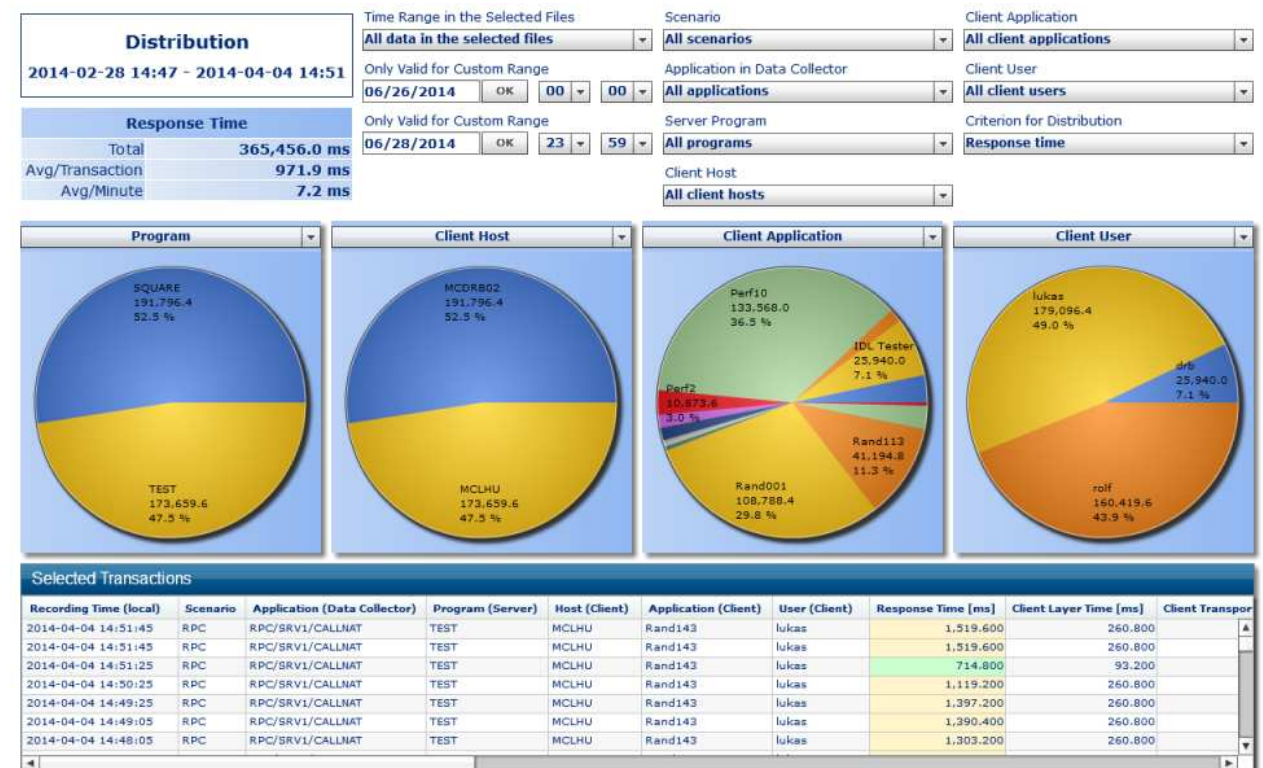 Distribution
2014-02-28 14:47 - 2014-04-04 14:51
Response Time
Total 365,456.0 ms
Avg/Transaction 971.9 ms
Avg/Minute 7.2 ms
Time Range in the Selected Files
All data in the selected files
Only Valid for Custom Range
06/26/2014 OK 00 00
Only Valid for Custom Range
06/28/2014 OK 23 59
Scenario
All scenarios
Application in Data Collector
All applications
Server Program
All programs
Client Host
All client hosts
Client Application
All client applications
Client User
All client users
Criterion for Distribution
Response time
Program
SQUARE
191,796.4
52.5 %
TEST
173,659.6
47.5 %
Client Host
MCDRB02
191,796.4
52.5 %
MCLHU
173,659.6
47.5 %
Client Application
Perf10
133,568.0
36.5 %
IDL Tester
25,940.0
7.1 %
Perf2
10,873.6
3.0 %
Rand113
41,194.8
11.3 %
Rand001
108,788.4
29.8 %
Client User
lukas
179,096.4
49.0 %
drb
25,940.0
7.1 %
rolf
160,419.6
43.9 %
Selected Transactions
Recording Time (local) Scenario Application (Data Collector) Program (Server) Host (Client) Application (Client) User (Client) Response Time [ms] Client Layer Time [ms] Client Transpor
2014-04-04 14:51:45 RPC RPC/SRV1/CALLNAT TEST MCLHU Rand143 lukas 1,519.600 260.800
2014-04-04 14:51:45 RPC RPC/SRV1/CALLNAT TEST MCLHU Rand143 lukas 1,519.600 260.800
2014-04-04 14:51:25 RPC RPC/SRV1/CALLNAT TEST MCLHU Rand143 lukas 714.800 93.200
2014-04-04 14:50:25 RPC RPC/SRV1/CALLNAT TEST MCLHU Rand143 lukas 1,119.200 260.800
2014-04-04 14:49:25 RPC RPC/SRV1/CALLNAT TEST MCLHU Rand143 lukas 1,397.200 260.800
2014-04-04 14:49:05 RPC RPC/SRV1/CALLNAT TEST MCLHU Rand143 lukas 1,390.400 260.800
2014-04-04 14:48:05 RPC RPC/SRV1/CALLNAT TEST MCLHU Rand143 lukas 1,303.200 260.800